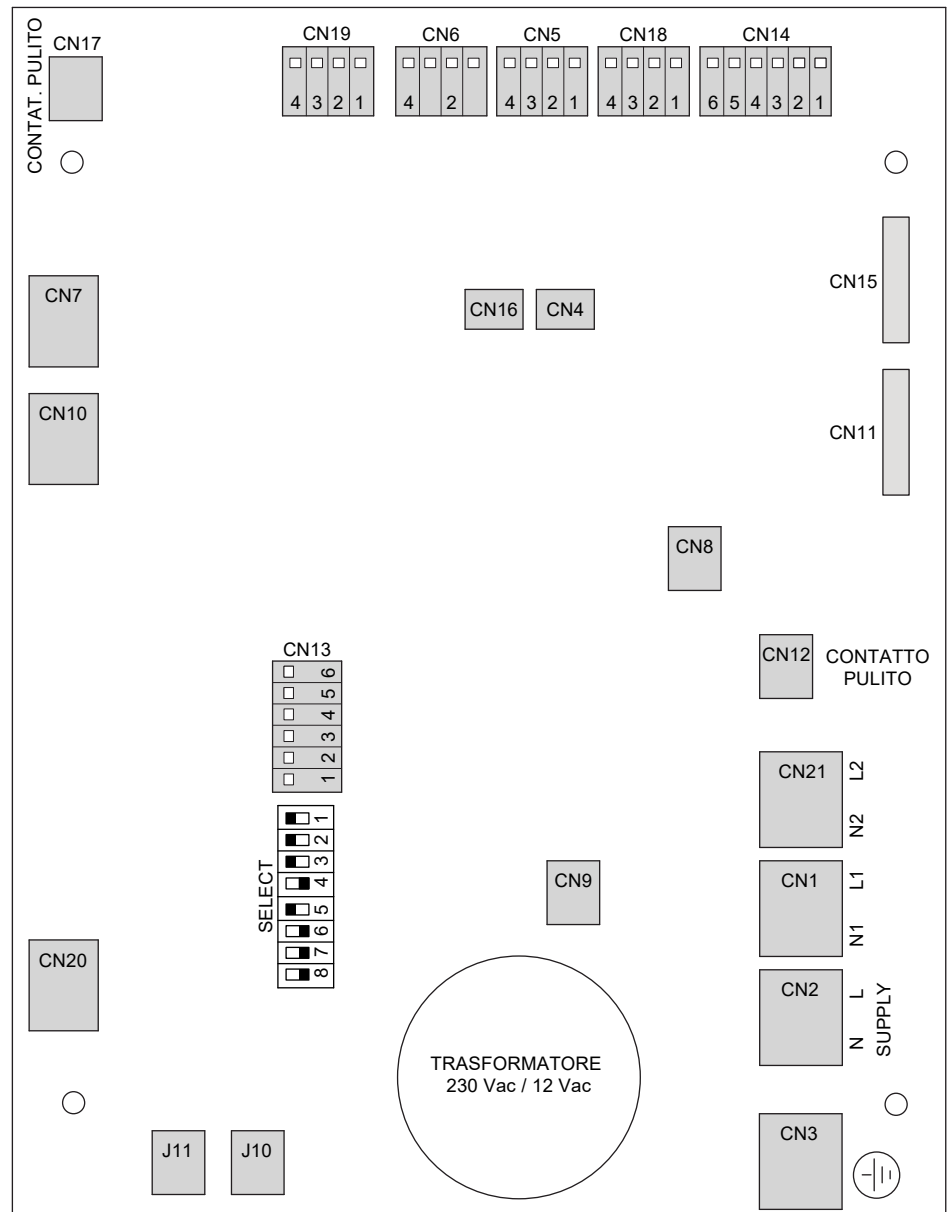 CONTAT. PULITO
CN17
CN19
CN6
CN5
CN18
CN14
4 3 2 1
4 2
4 3 2 1
4 3 2 1
6 5 4 3 2 1
CN7
CN16
CN4
CN15
CN10
CN11
CN8
CN13
6
5
4
3
2
1
CN12
CONTATTO
PULITO
CN21
L2
N2
SELECT
1
2
3
4
5
6
7
8
CN9
CN1
L1
N1
CN20
CN2
L
N
SUPPLY
TRASFORMATORE
230 Vac / 12 Vac
J11
J10
CN3